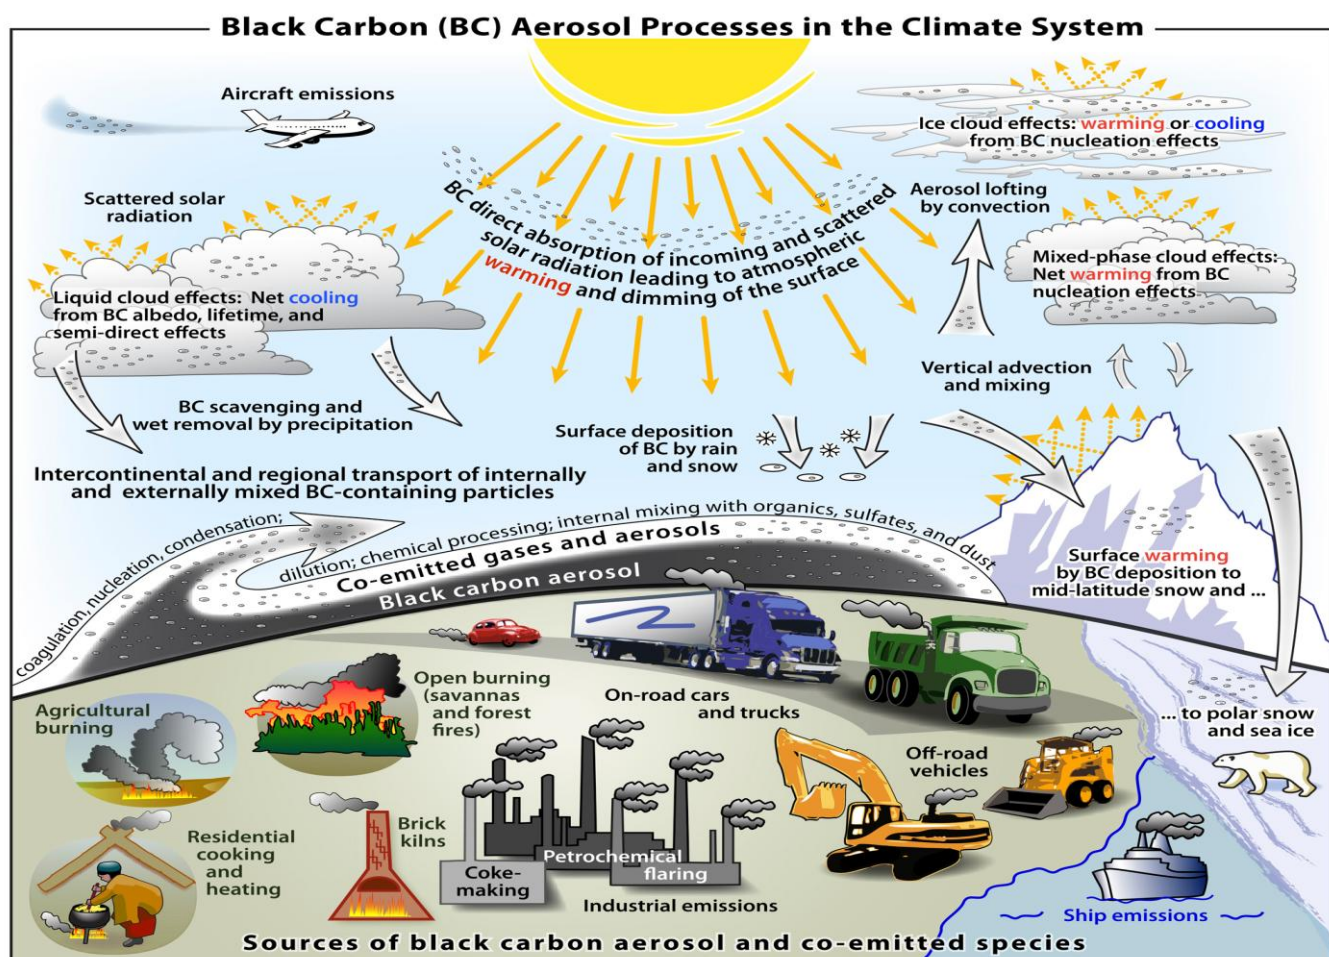 Black Carbon (BC) Aerosol Processes in the Climate System
Aircraft emissions
Ice cloud effects: warming or cooling
from BC nucleation effects
Scattered solar
radiation
BC direct absorption of incoming and scattered
solar radiation leading to atmospheric
warming and dimming of the surface
Aerosol lofting
by convection
Mixed-phase cloud effects:
Net warming from BC
nucleation effects
Liquid cloud effects: Net cooling
from BC albedo, lifetime, and
semi-direct effects
Vertical advection
and mixing
BC scavenging and
wet removal by precipitation
Surface deposition
of BC by rain
and snow
Intercontinental and regional transport of internally
and externally mixed BC-containing particles
coagulation, nucleation, condensation;
dilution; chemical processing; internal mixing with organics, sulfates, and dust
Co-emitted gases and aerosols
Black carbon aerosol
Surface warming
by BC deposition to
mid-latitude snow and ...
... to polar snow
and sea ice
Agricultural
burning
Open burning
(savannas
and forest
fires)
On-road cars
and trucks
Off-road
vehicles
Residential
cooking
and
heating
Brick
kilns
Coke-
making
Petrochemical
flaring
Industrial emissions
Ship emissions
Sources of black carbon aerosol and co-emitted species